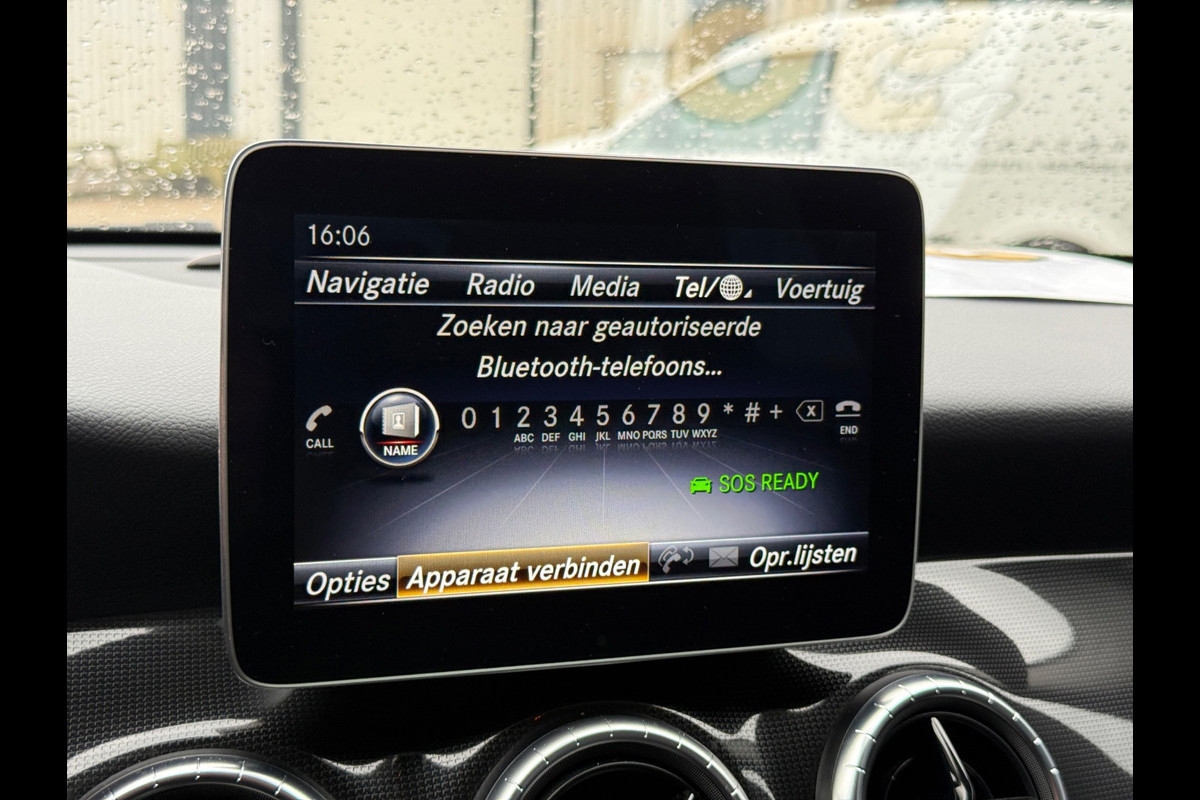 16:06
Navigatie Radio Media Tel/ Voertuig
Zoeken naar geautoriseerde
Bluetooth-telefoons...
CALL NAME 0 1 2 3 4 5 6 7 8 9 * # + X END
ABC DEF GHI JKL MNO PQRS TUV WXYZ
SOS READY
Opties Apparaat verbinden Opr.lijsten